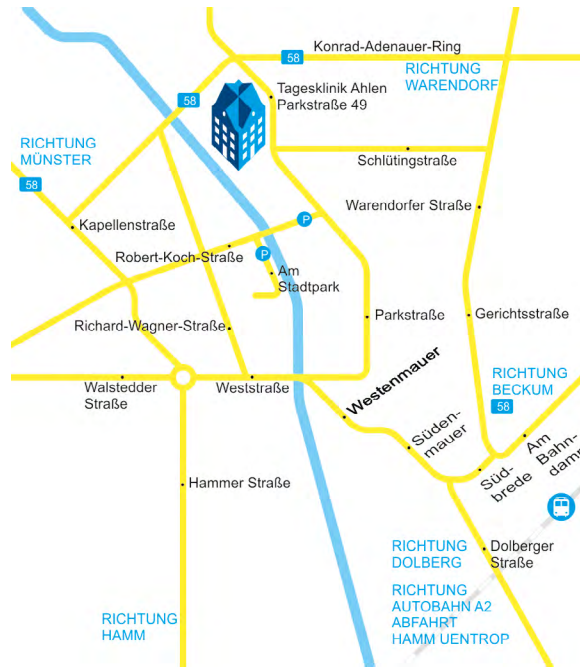 Konrad-Adenauer-Ring
58
RICHTUNG
WARENDORF
Tagesklinik Ahlen
Parkstraße 49
58
RICHTUNG
MÜNSTER
58
Schlütingstraße
Kapellenstraße
Warendorfer Straße
P
Robert-Koch-Straße
P
Am
Stadtpark
Richard-Wagner-Straße
Parkstraße
Gerichtsstraße
RICHTUNG
BECKUM
58
Walstedder
Straße
Weststraße
Westenmauer
Süden-
mauer
Süd-
brede
Am
Bahn-
damm
Hammer Straße
RICHTUNG
DOLBERG
Dolberger
Straße
RICHTUNG
AUTOBAHN A2
ABFAHRT
HAMM UENTROP
RICHTUNG
HAMM